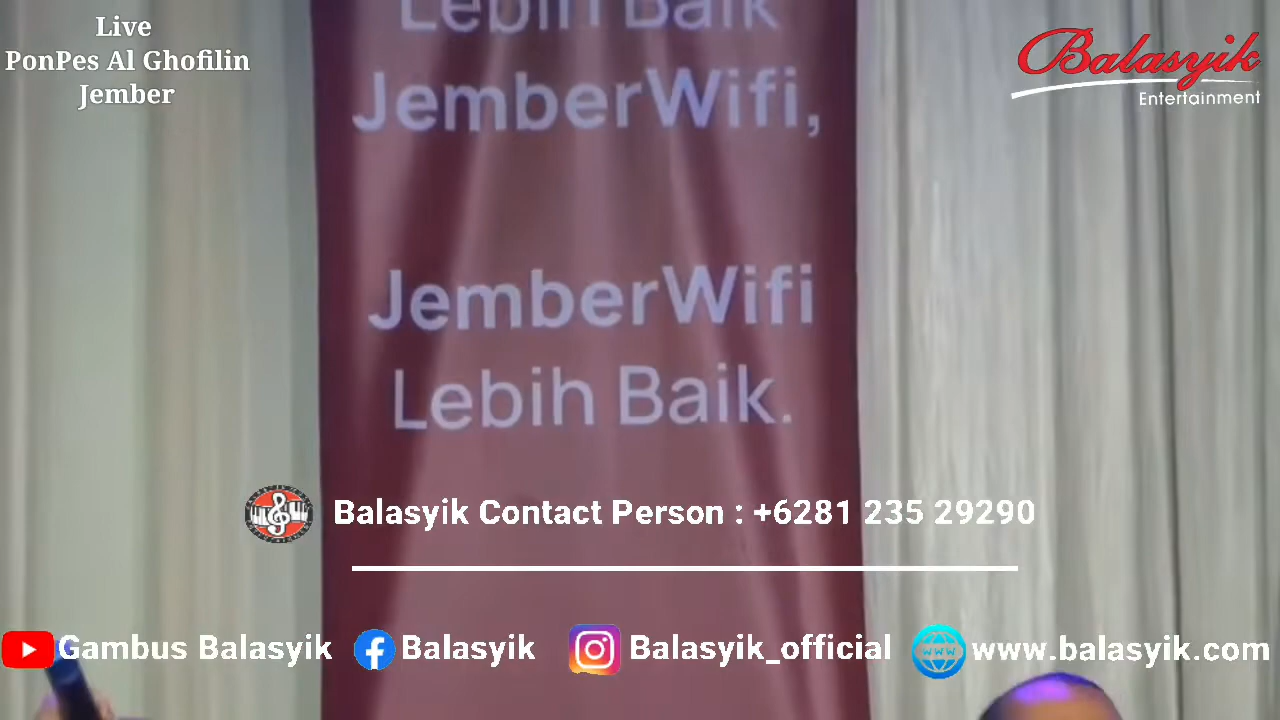 Live
PonPes Al Ghofilin
Jember
Balasyik
Entertainment
Lebih Baik
JemberWifi,
JemberWifi
Lebih Baik.
Balasyik Contact Person : +6281 235 29290
Gambus Balasyik
Balasyik
Balasyik_official
www.balasyik.com